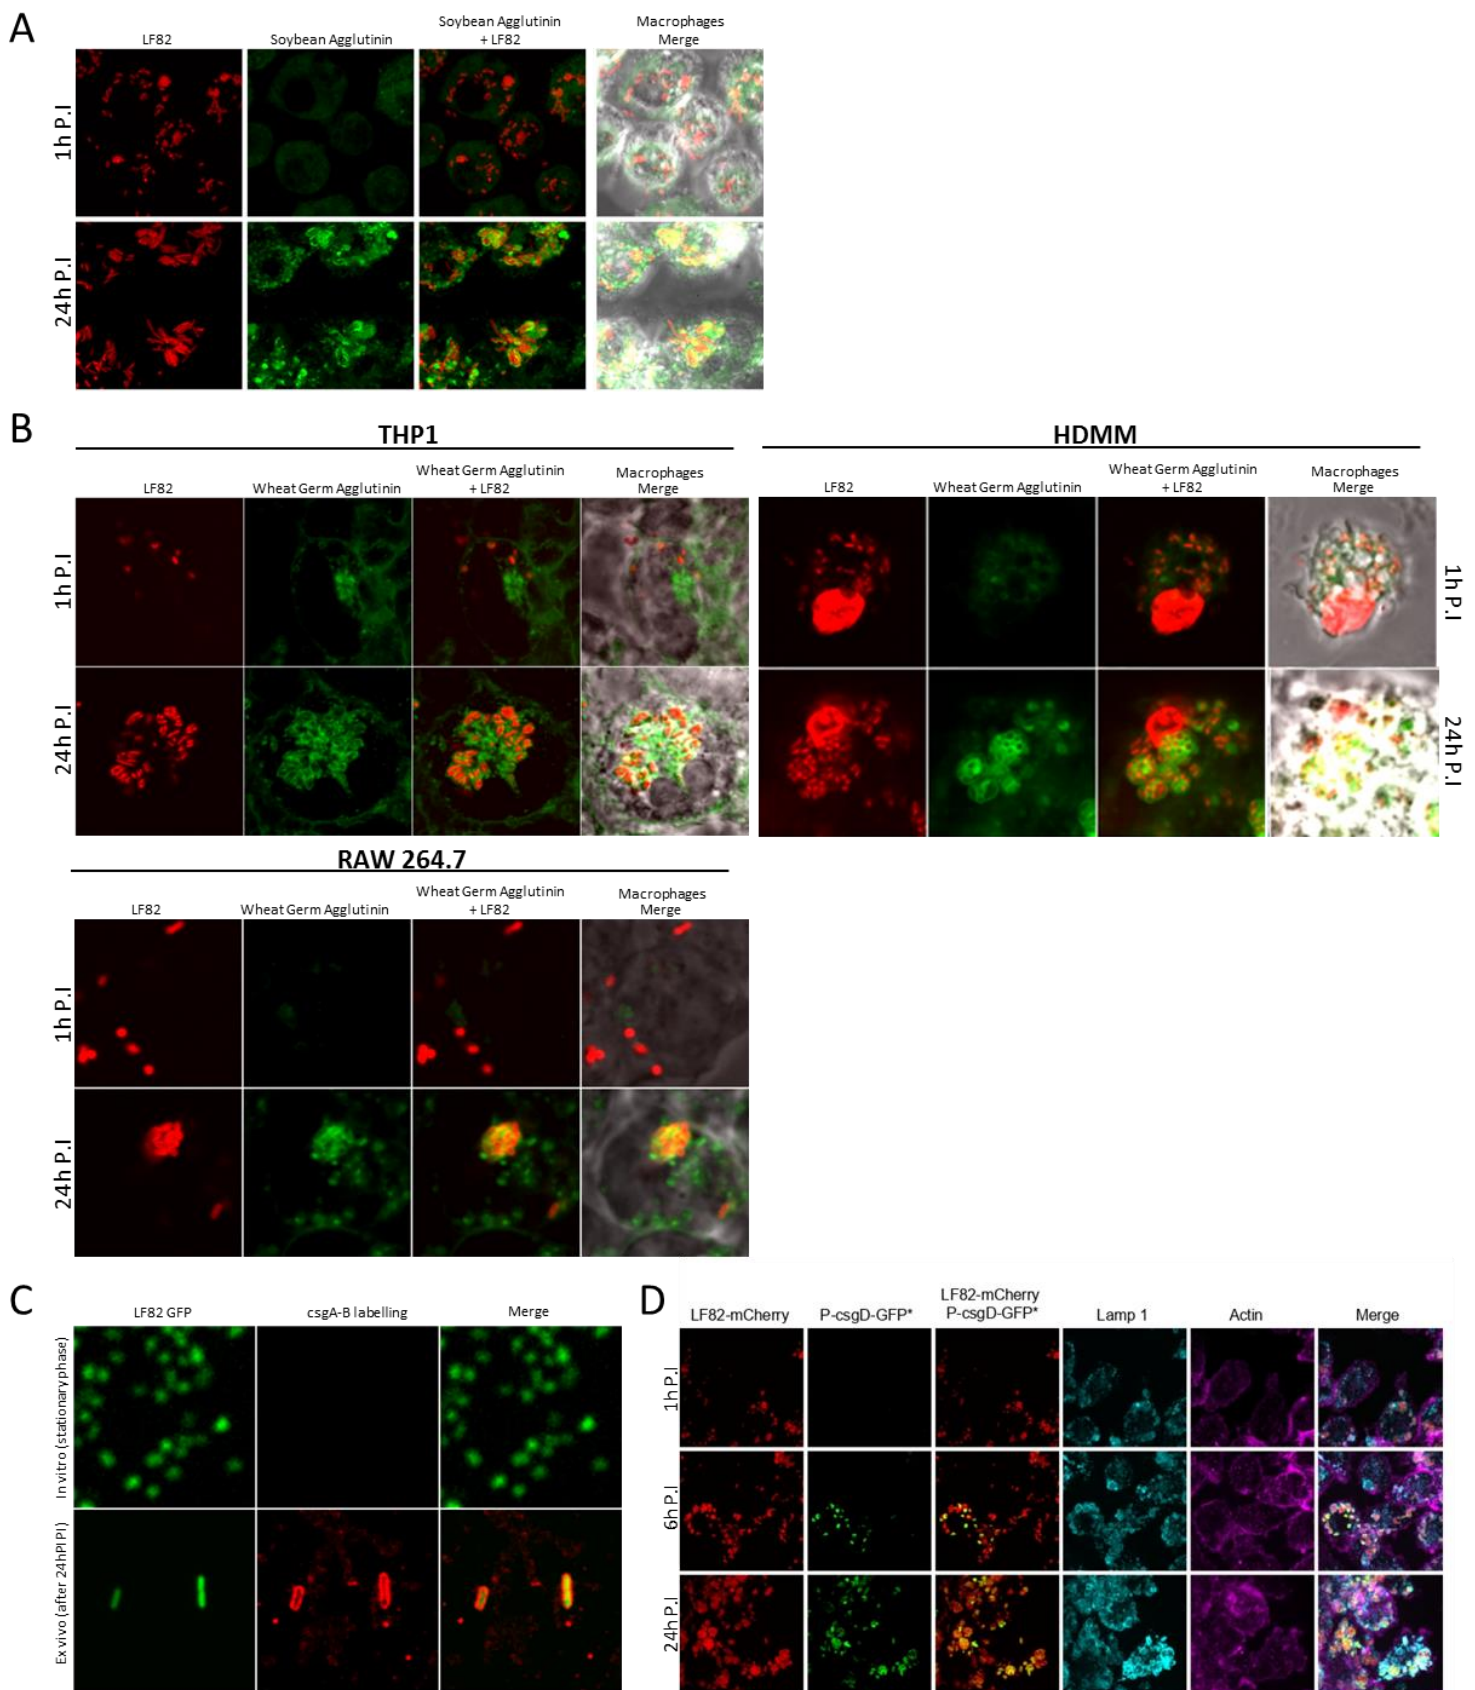 A
LF82
Soybean Agglutinin
Soybean Agglutinin
+ LF82
Macrophages
Merge
1h P.I
24h P.I
B
THP1
LF82
Wheat Germ Agglutinin
Wheat Germ Agglutinin
+ LF82
Macrophages
Merge
1h P.I
24h P.I
HDMM
LF82
Wheat Germ Agglutinin
Wheat Germ Agglutinin
+ LF82
Macrophages
Merge
1h P.I
24h P.I
RAW 264.7
LF82
Wheat Germ Agglutinin
Wheat Germ Agglutinin
+ LF82
Macrophages
Merge
1h P.I
24h P.I
C
LF82 GFP
csgA-B labelling
Merge
In vitro (stationary phase)
Ex vivo (after 24h PI PI)
D
LF82-mCherry
P-csgD-GFP*
LF82-mCherry
P-csgD-GFP*
Lamp 1
Actin
Merge
1h P.I
6h P.I
24h P.I